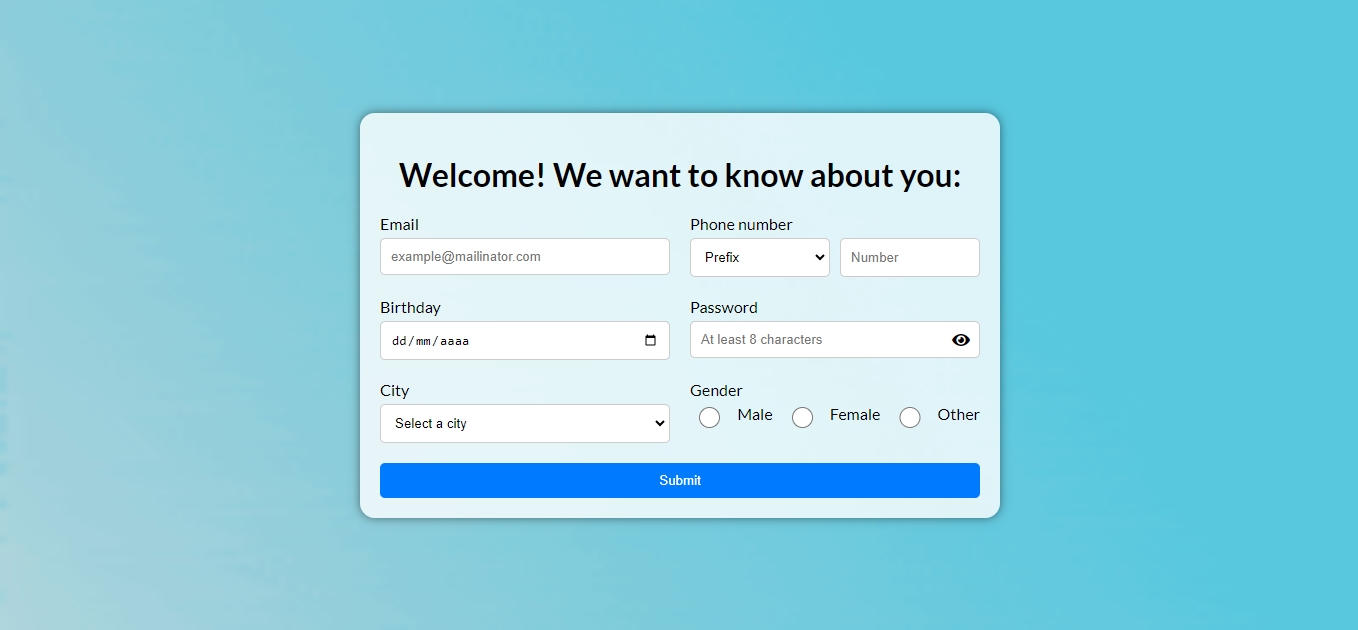 Welcome! We want to know about you:
Email Phone number
example@mailinator.com Prefix Number
Birthday Password
dd/mm/aaaa At least 8 characters
City Gender
Select a city Male Female Other
Submit